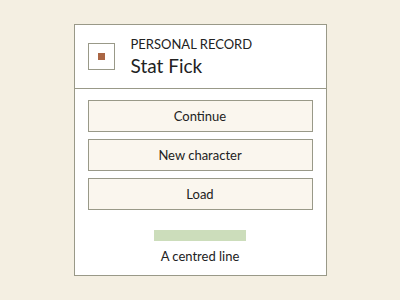 PERSONAL RECORD
Stat Fick
Continue
New character
Load
A centred line